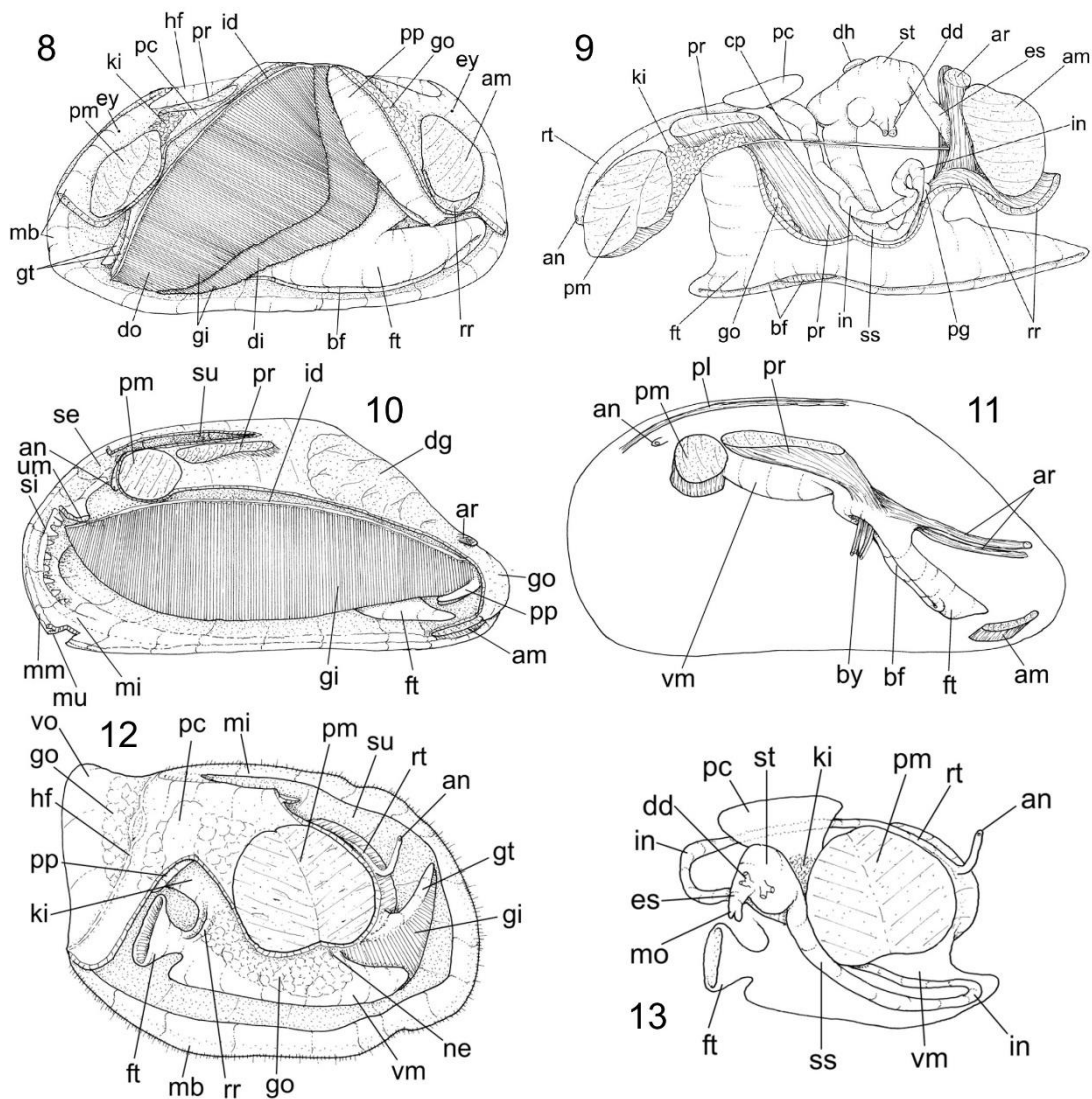 8
hf
pc
pr
id
ki
ey
pm
pp
go
ey
am
mb
gt
do
gi
di
bf
ft
rr
9
ki
pr
cp
pc
dh
st
dd
ar
es
am
in
rt
an
pm
ft
go
bf
pr
in
ss
pg
rr
10
pm
su
pr
id
se
an
um
si
dg
ar
go
pp
am
mm
mu
mi
gi
ft
11
pl
pr
pm
an
ar
vm
by
bf
ft
am
12
vo
go
hf
pp
ki
pc
mi
pm
su
rt
an
gt
gi
ft
mb
rr
go
vm
ne
13
pc
st
ki
pm
rt
an
dd
in
es
mo
ft
ss
vm
in